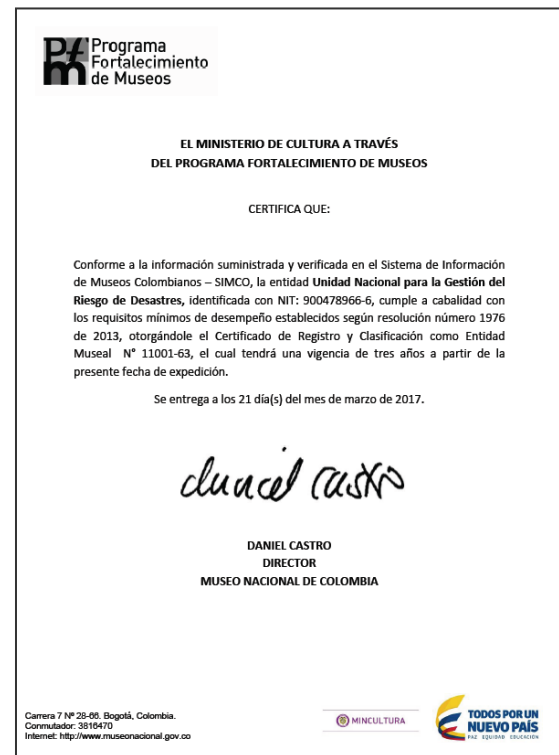 Pfm Programa
Fortalecimiento
de Museos
EL MINISTERIO DE CULTURA A TRAVÉS
DEL PROGRAMA FORTALECIMIENTO DE MUSEOS
CERTIFICA QUE:
Conforme a la información suministrada y verificada en el Sistema de Información
de Museos Colombianos – SIMCO, la entidad Unidad Nacional para la Gestión del
Riesgo de Desastres, identificada con NIT: 900478966-6, cumple a cabalidad con
los requisitos mínimos de desempeño establecidos según resolución número 1976
de 2013, otorgándole el Certificado de Registro y Clasificación como Entidad
Museal N° 11001-63, el cual tendrá una vigencia de tres años a partir de la
presente fecha de expedición.
Se entrega a los 21 día(s) del mes de marzo de 2017.
daniel castro
DANIEL CASTRO
DIRECTOR
MUSEO NACIONAL DE COLOMBIA
Carrera 7 Nº 28-66. Bogotá, Colombia.
Conmutador: 3816470
Internet: http://www.museonacional.gov.co
MINCULTURA
TODOS POR UN
NUEVO PAÍS
PAZ EQUIDAD EDUCACIÓN